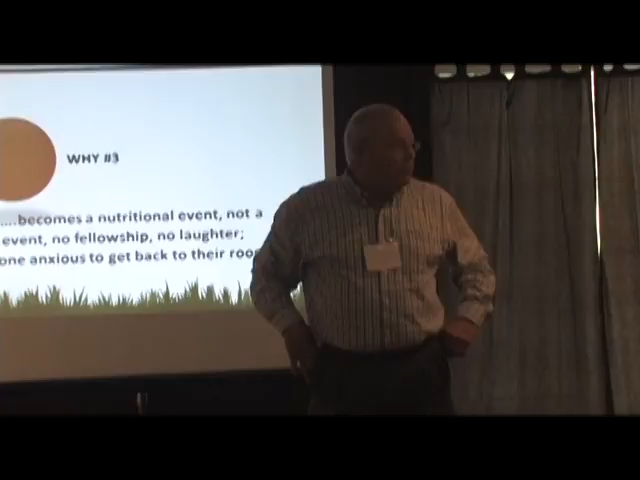 WHY #3
....becomes a nutritional event, not a
event, no fellowship, no laughter;
one anxious to get back to their